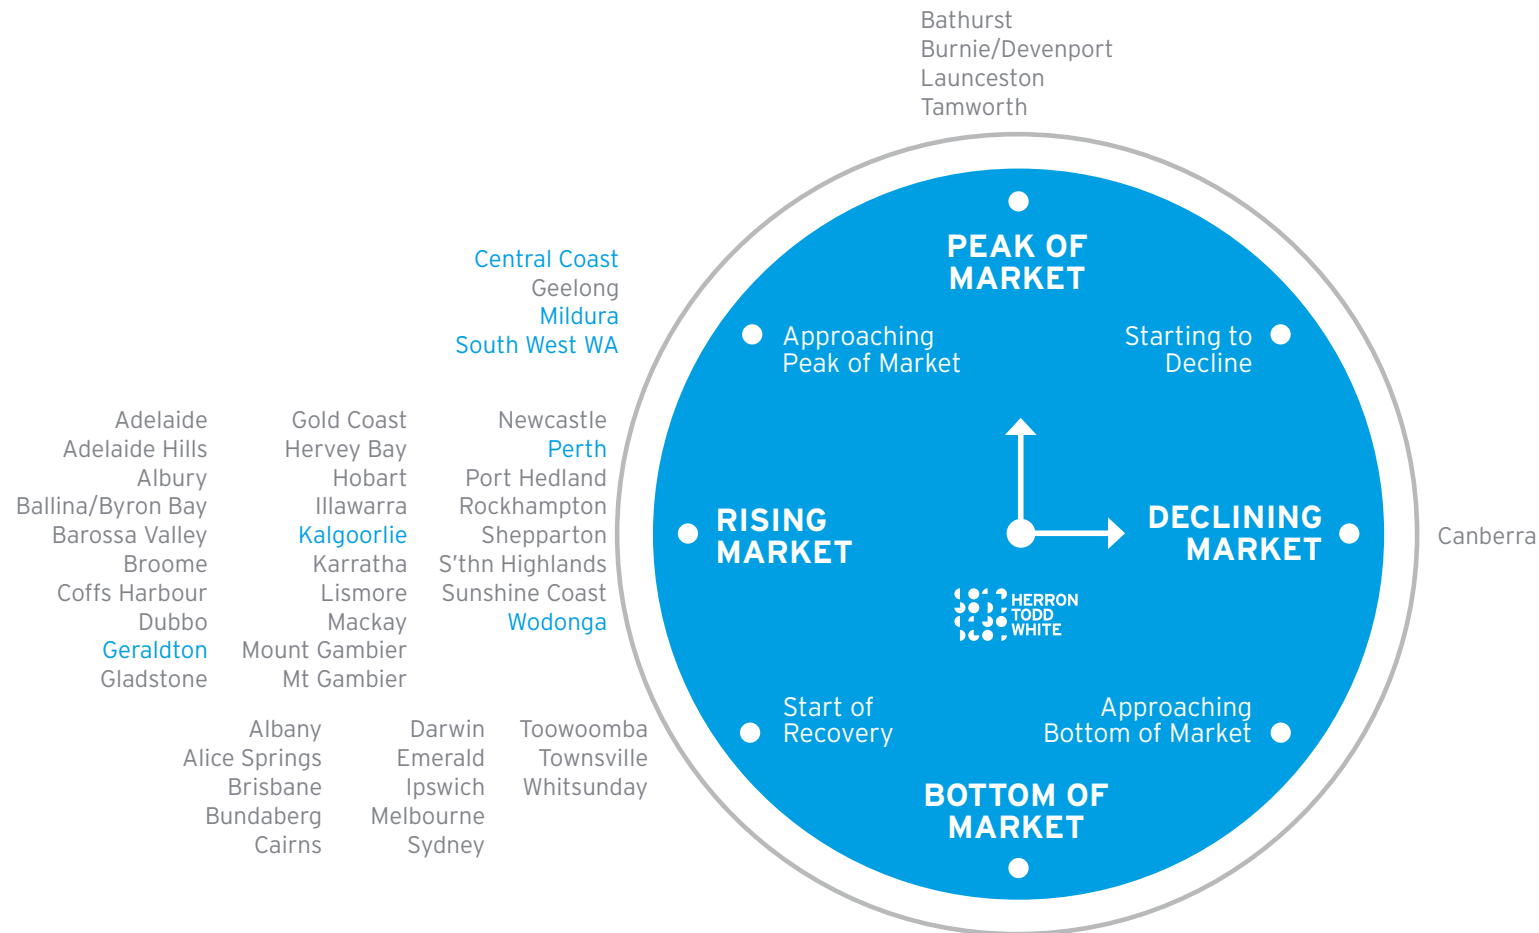 Bathurst
Burnie/Devenport
Launceston
Tamworth
PEAK OF
MARKET
Central Coast
Geelong
Mildura
South West WA
Approaching
Peak of Market
Starting to
Decline
Adelaide
Adelaide Hills
Albury
Ballina/Byron Bay
Barossa Valley
Broome
Coffs Harbour
Dubbo
Geraldton
Gladstone
Gold Coast
Hervey Bay
Hobart
Illawarra
Kalgoorlie
Karratha
Lismore
Mackay
Mount Gambier
Mt Gambier
Newcastle
Perth
Port Hedland
Rockhampton
Shepparton
S'thn Highlands
Sunshine Coast
Wodonga
RISING
MARKET
DECLINING
MARKET
Canberra
HERRON
TODD
WHITE
Albany
Alice Springs
Brisbane
Bundaberg
Cairns
Darwin
Emerald
Ipswich
Melbourne
Sydney
Toowoomba
Townsville
Whitsunday
Start of
Recovery
Approaching
Bottom of Market
BOTTOM OF
MARKET